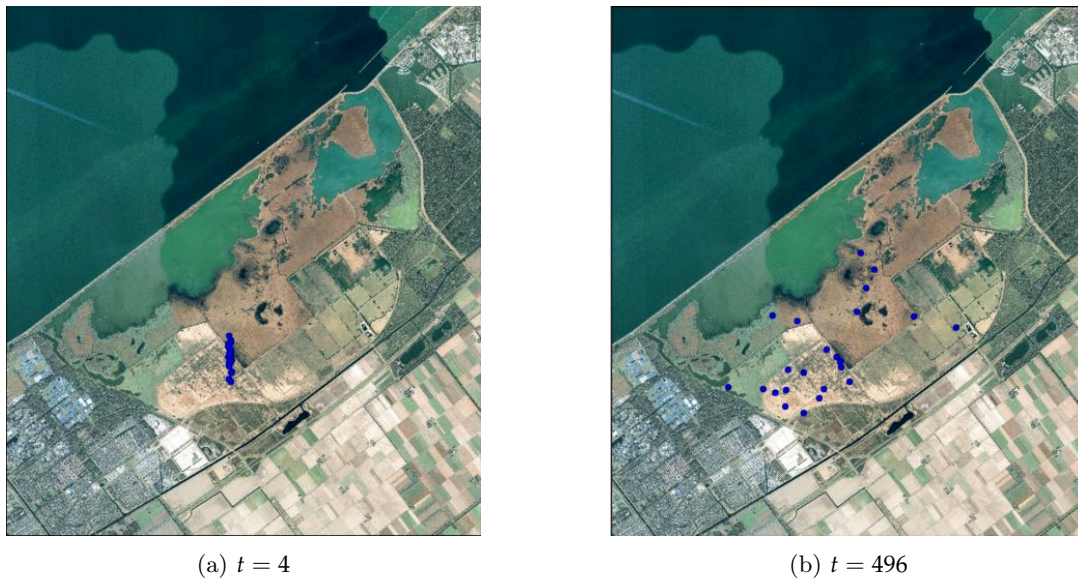 (a) t = 4
(b) t = 496